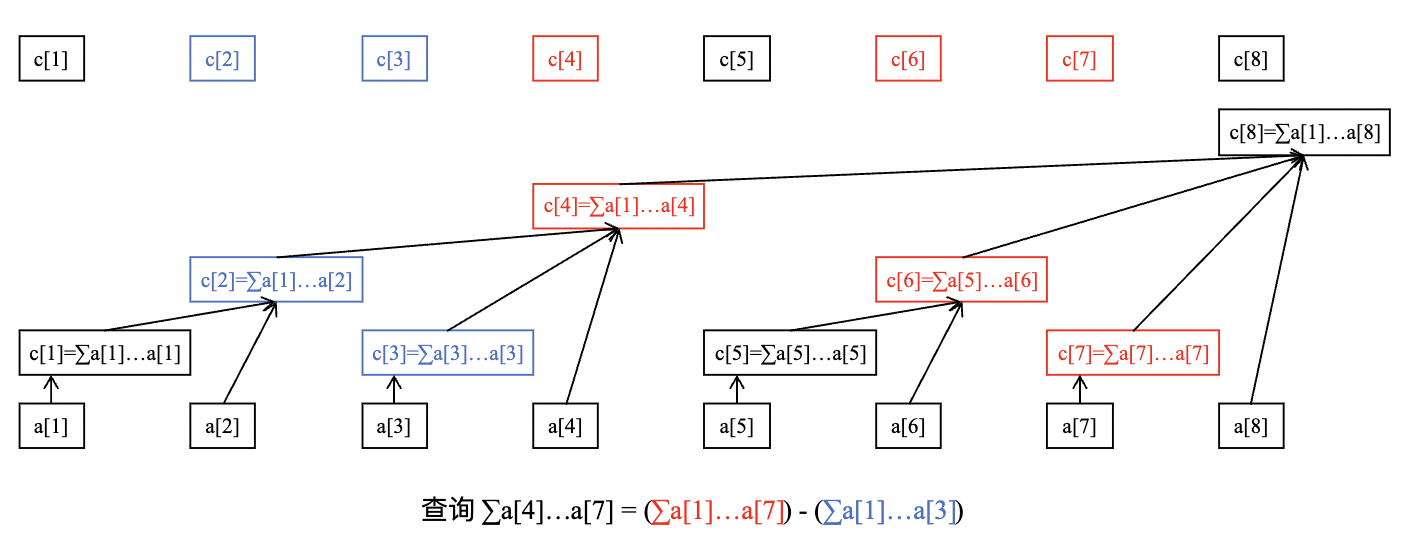 c[1] c[2] c[3] c[4] c[5] c[6] c[7] c[8]
c[8]=∑a[1]…a[8]
c[4]=∑a[1]…a[4]
c[2]=∑a[1]…a[2] c[6]=∑a[5]…a[6]
c[1]=∑a[1]…a[1] c[3]=∑a[3]…a[3] c[5]=∑a[5]…a[5] c[7]=∑a[7]…a[7]
a[1] a[2] a[3] a[4] a[5] a[6] a[7] a[8]
查询 ∑a[4]…a[7] = (∑a[1]…a[7]) - (∑a[1]…a[3])